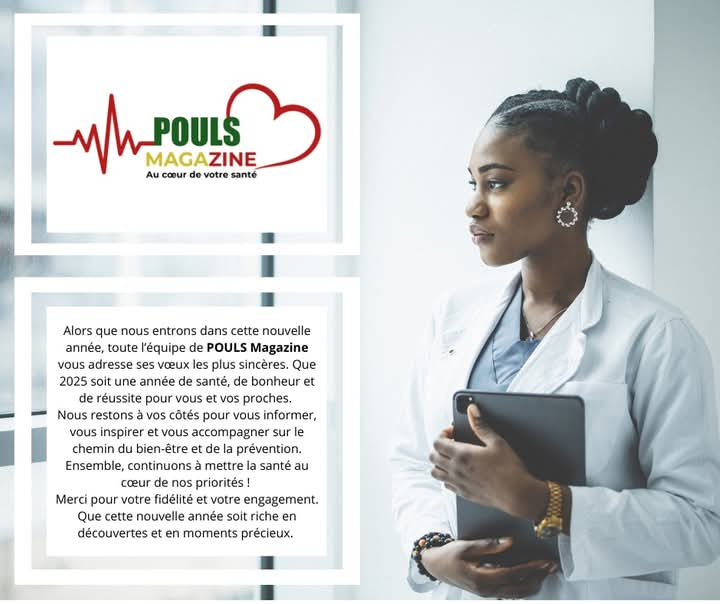 POULS
MAGAZINE
Au cœur de votre santé
Alors que nous entrons dans cette nouvelle
année, toute l’équipe de POULS Magazine
vous adresse ses vœux les plus sincères. Que
2025 soit une année de santé, de bonheur et
de réussite pour vous et vos proches.
Nous restons à vos côtés pour vous informer,
vous inspirer et vous accompagner sur le
chemin du bien-être et de la prévention.
Ensemble, continuons à mettre la santé au
cœur de nos priorités !
Merci pour votre fidélité et votre engagement.
Que cette nouvelle année soit riche en
découvertes et en moments précieux.